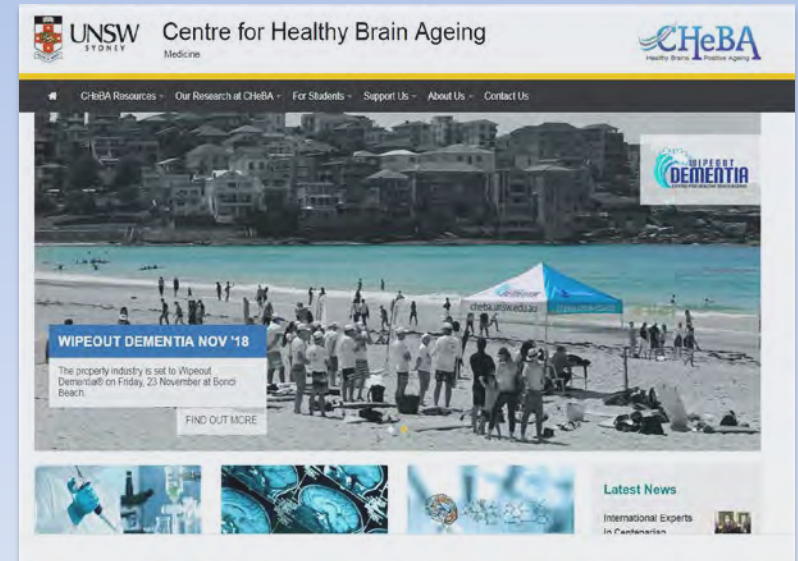 UNSW
SYDNEY
Centre for Healthy Brain Ageing
Medicine
CHeBA
Healthy Brains Positive Ageing
CHeBA Resources
Our Research at CHeBA
For Students
Support Us
About Us
Contact Us
WIPEOUT
DEMENTIA
cheba.unsw.edu.au
WIPEOUT DEMENTIA NOV '18
The property industry is set to Wipeout
Dementia® on Friday, 23 November at Bondi
Beach.
FIND OUT MORE
Latest News
International Experts
in Centenarian